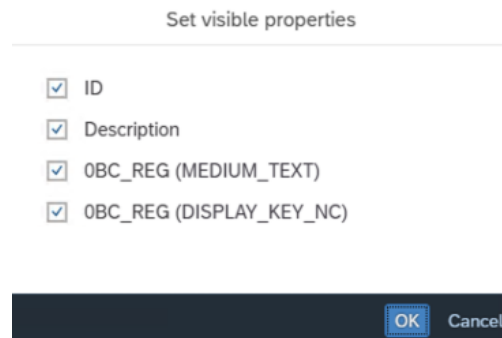 Set visible properties
ID
Description
0BC_REG (MEDIUM_TEXT)
0BC_REG (DISPLAY_KEY_NC)
OK Cancel